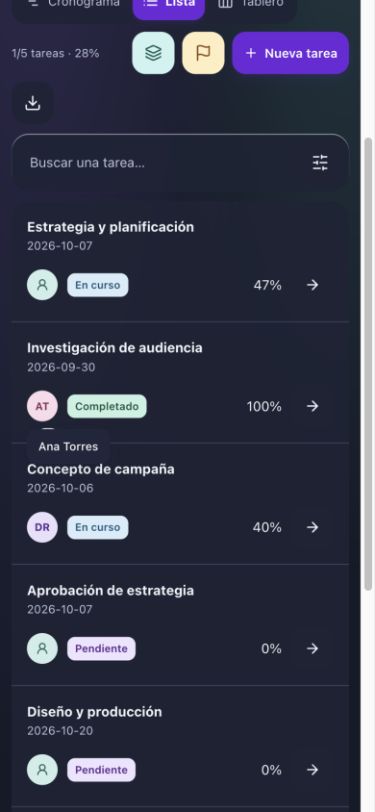 Cronograma
Lista
Tablero
1/5 tareas · 28%
+ Nueva tarea
Buscar una tarea...
Estrategia y planificación
2026-10-07
En curso
47%
Investigación de audiencia
2026-09-30
AT
Completado
100%
Ana Torres
Concepto de campaña
2026-10-06
DR
En curso
40%
Aprobación de estrategia
2026-10-07
Pendiente
0%
Diseño y producción
2026-10-20
Pendiente
0%